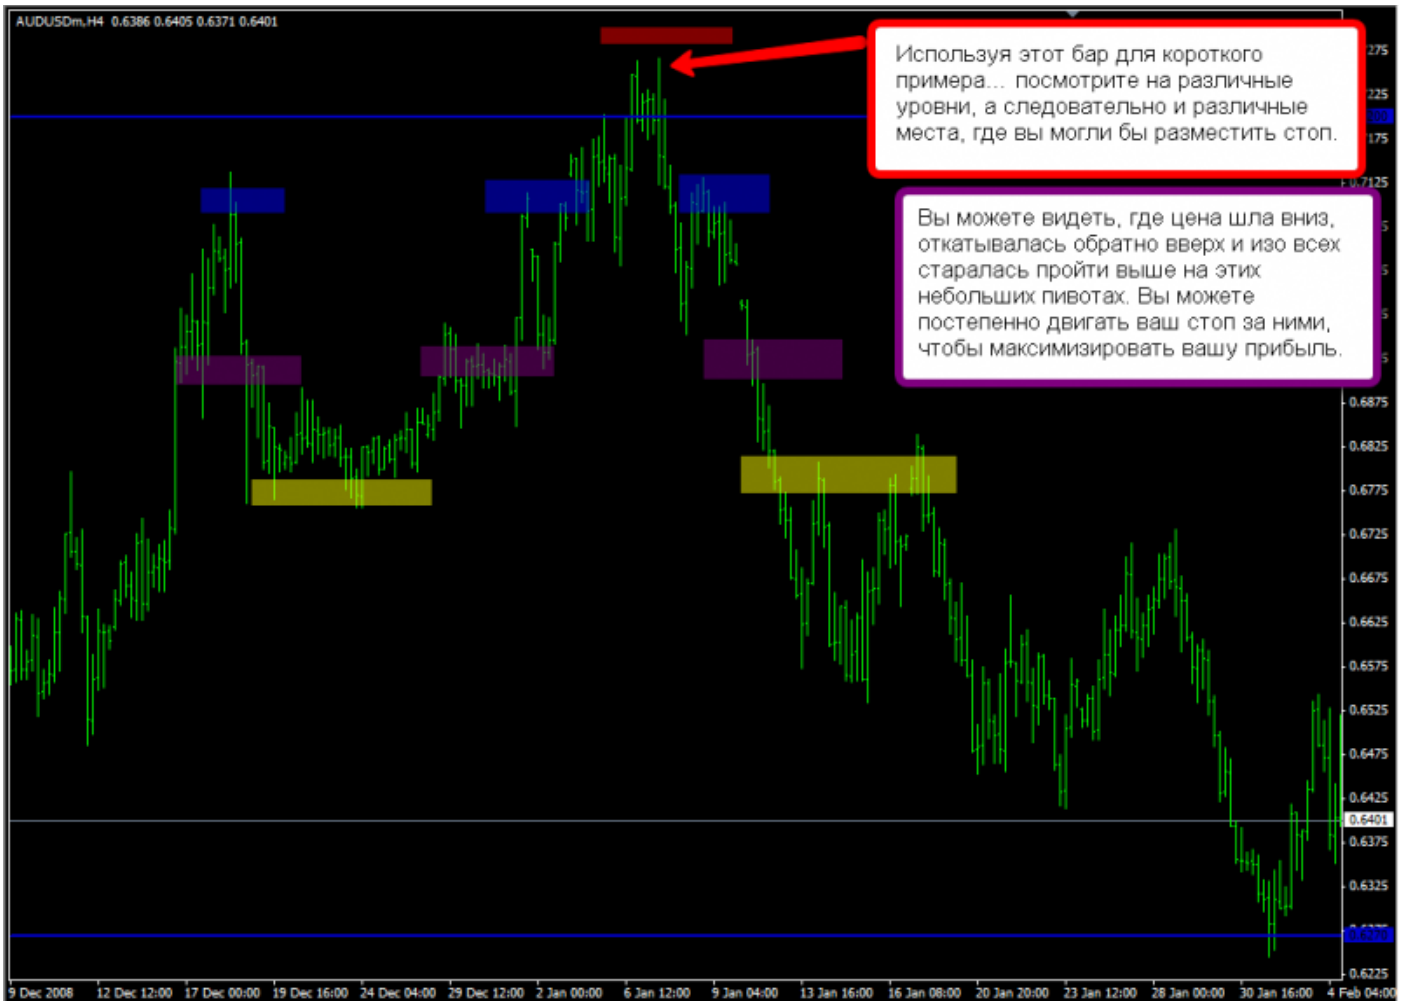 AUDUSDm,H4 0.6386 0.6405 0.6371 0.6401
Используя этот бар для короткого
примера... посмотрите на различные
уровни, а следовательно и различные
места, где вы могли бы разместить стоп.
Вы можете видеть, где цена шла вниз,
откатывалась обратно вверх и изо всех
старалась пройти выше на этих
небольших пивотах. Вы можете
постепенно двигать ваш стоп за ними,
чтобы максимизировать вашу прибыль.
275
225
175
0.7125
0.6875
0.6825
0.6775
0.6725
0.6675
0.6625
0.6575
0.6525
0.6475
0.6425
0.6401
0.6375
0.6325
0.6225
9 Dec 2008 12 Dec 12:00 17 Dec 00:00 19 Dec 16:00 24 Dec 04:00 29 Dec 12:00 2 Jan 00:00 6 Jan 12:00 9 Jan 04:00 13 Jan 16:00 16 Jan 08:00 20 Jan 20:00 23 Jan 12:00 28 Jan 00:00 30 Jan 16:00 4 Feb 04:00